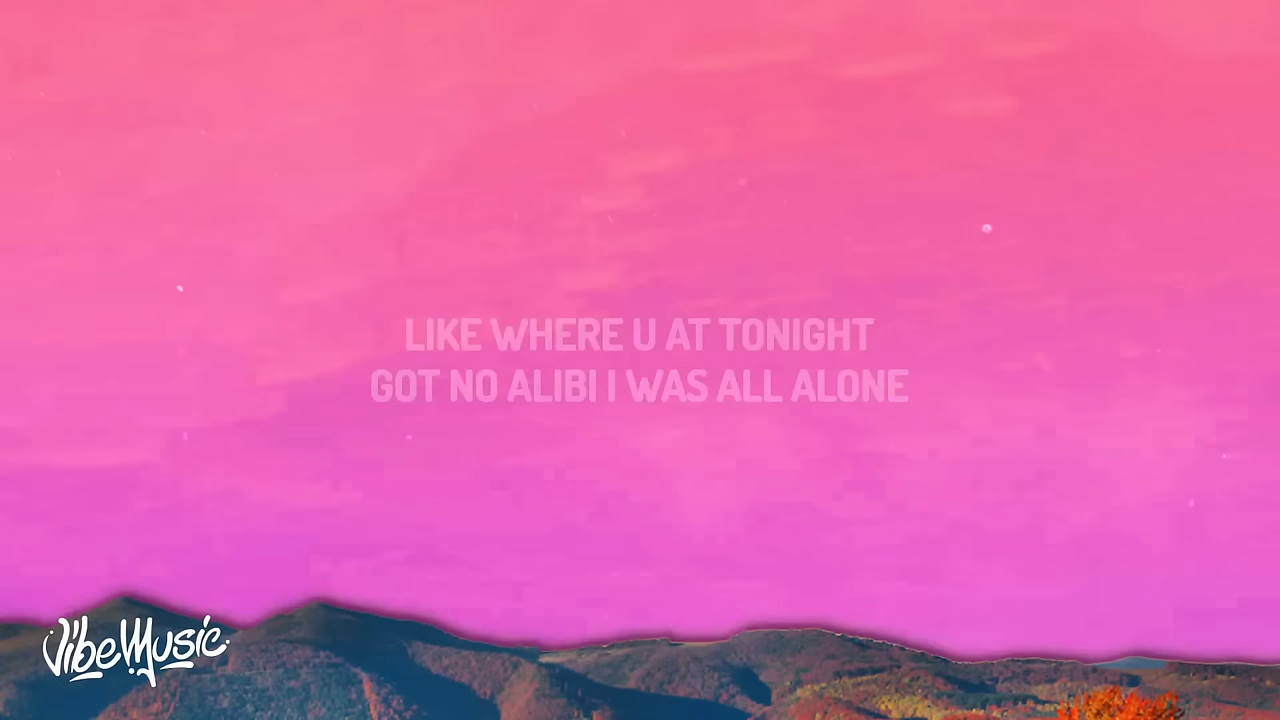 LIKE WHERE U AT TONIGHT
GOT NO ALIBI I WAS ALL ALONE
VibeMusic